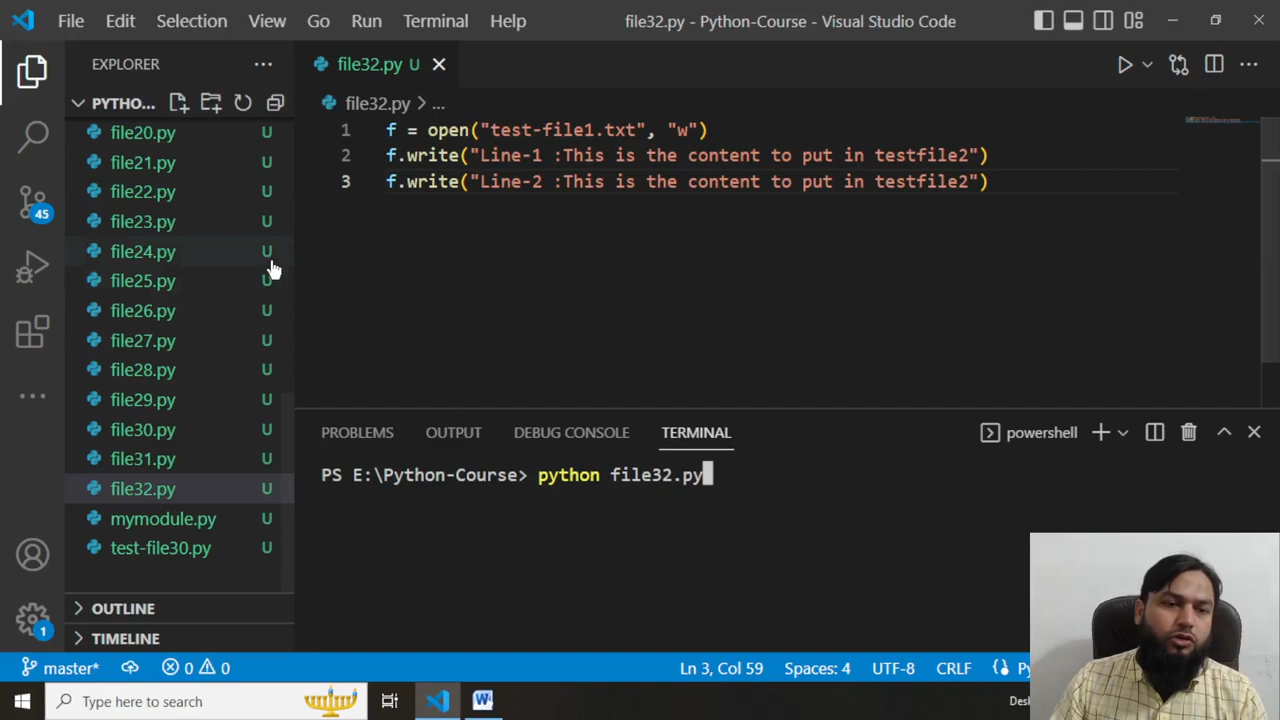 File Edit Selection View Go Run Terminal Help file32.py - Python-Course - Visual Studio Code
EXPLORER
PYTHO...
file20.py U
file21.py U
file22.py U
file23.py U
file24.py U
file25.py U
file26.py U
file27.py U
file28.py U
file29.py U
file30.py U
file31.py U
file32.py U
mymodule.py U
test-file30.py U
OUTLINE
TIMELINE
45
1
file32.py U
file32.py > ...
1 f = open("test-file1.txt", "w")
2 f.write("Line-1 :This is the content to put in testfile2")
3 f.write("Line-2 :This is the content to put in testfile2")
PROBLEMS OUTPUT DEBUG CONSOLE TERMINAL powershell
PS E:\Python-Course> python file32.py
master* 0 0 Ln 3, Col 59 Spaces: 4 UTF-8 CRLF Py
Type here to search W Des